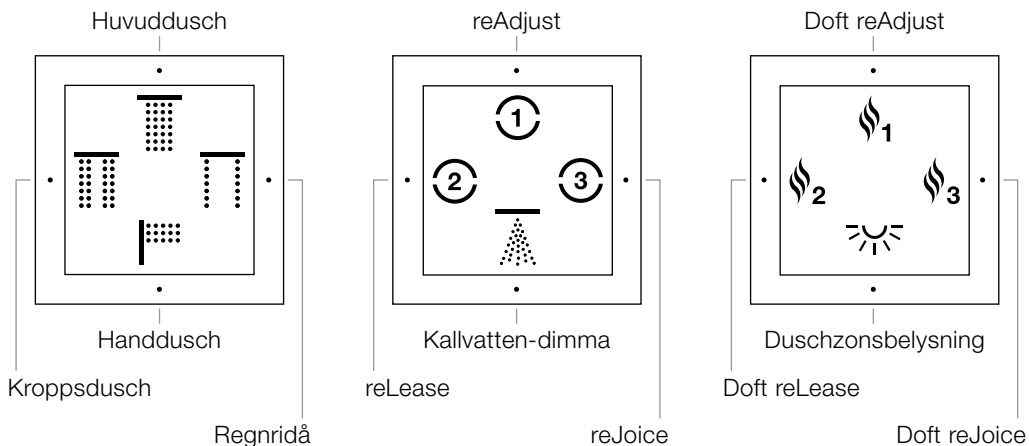 Huvuddusch
reAdjust
Doft reAdjust
1
2
3
1
2
3
Handdusch
Kallvatten-dimma
Duschzonsbelysning
Kroppsdusch
reLease
Doft reLease
Regnridå
reJoice
Doft reJoice